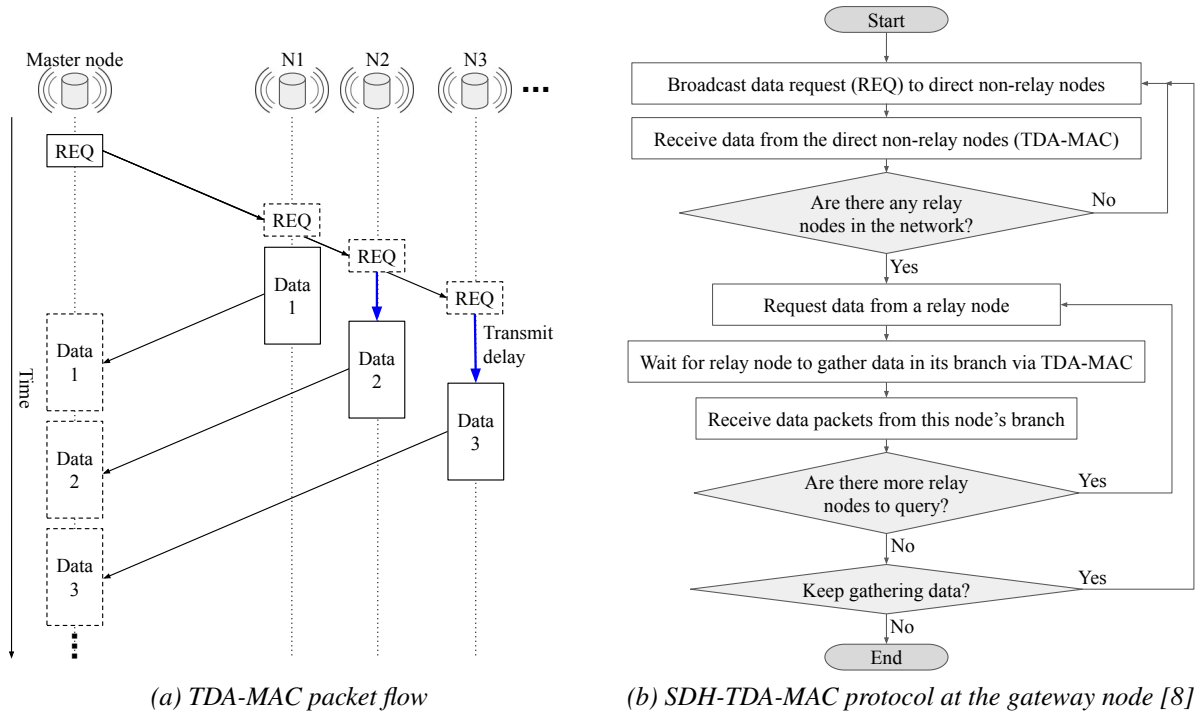 Master node
N1
N2
N3
...
REQ
REQ
REQ
REQ
Data
1
Transmit
delay
Data
1
Data
2
Data
3
Data
2
Data
3
Time
(a) TDA-MAC packet flow
Start
Broadcast data request (REQ) to direct non-relay nodes
Receive data from the direct non-relay nodes (TDA-MAC)
Are there any relay
nodes in the network?
No
Yes
Request data from a relay node
Wait for relay node to gather data in its branch via TDA-MAC
Receive data packets from this node’s branch
Are there more relay
nodes to query?
Yes
No
Keep gathering data?
Yes
No
End
(b) SDH-TDA-MAC protocol at the gateway node [8]